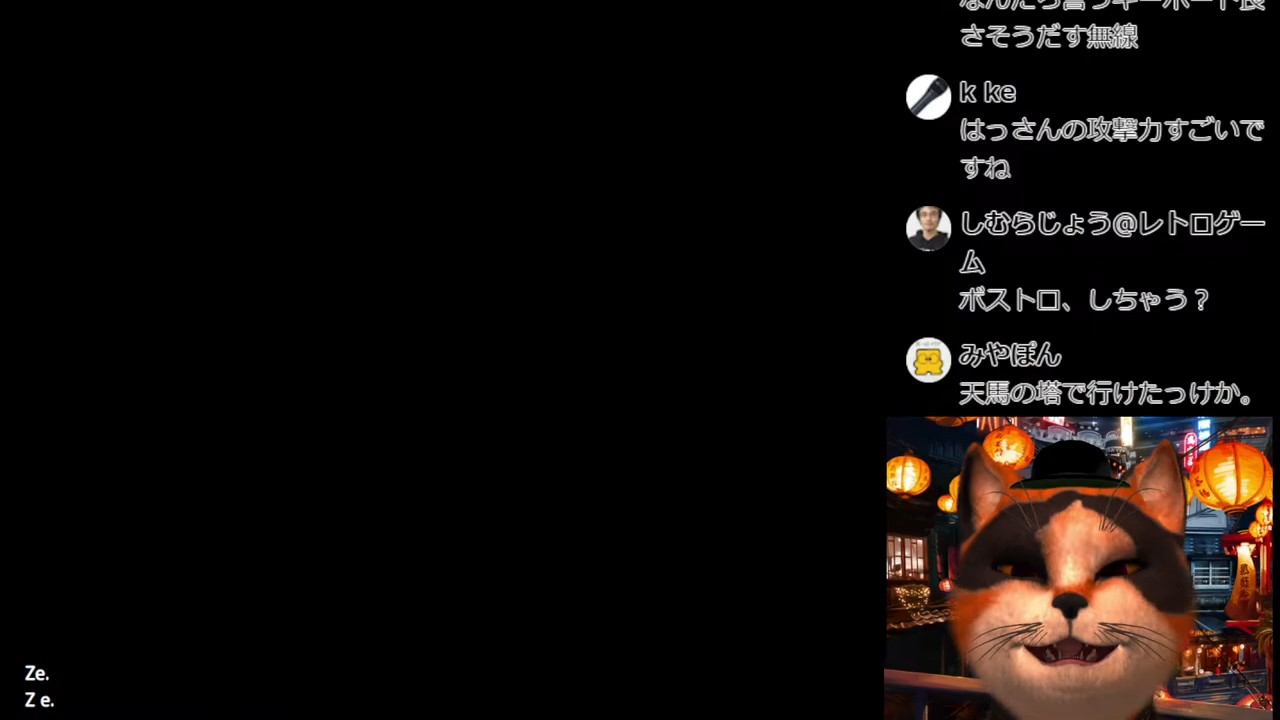 さそうだす無線
k ke
はっさんの攻撃力すごいで
すね
しむらじょう@レトロゲー
ム
ボストロ、しちゃう？
みやぽん
天馬の塔で行けたっけか。
Ze.
Z e.